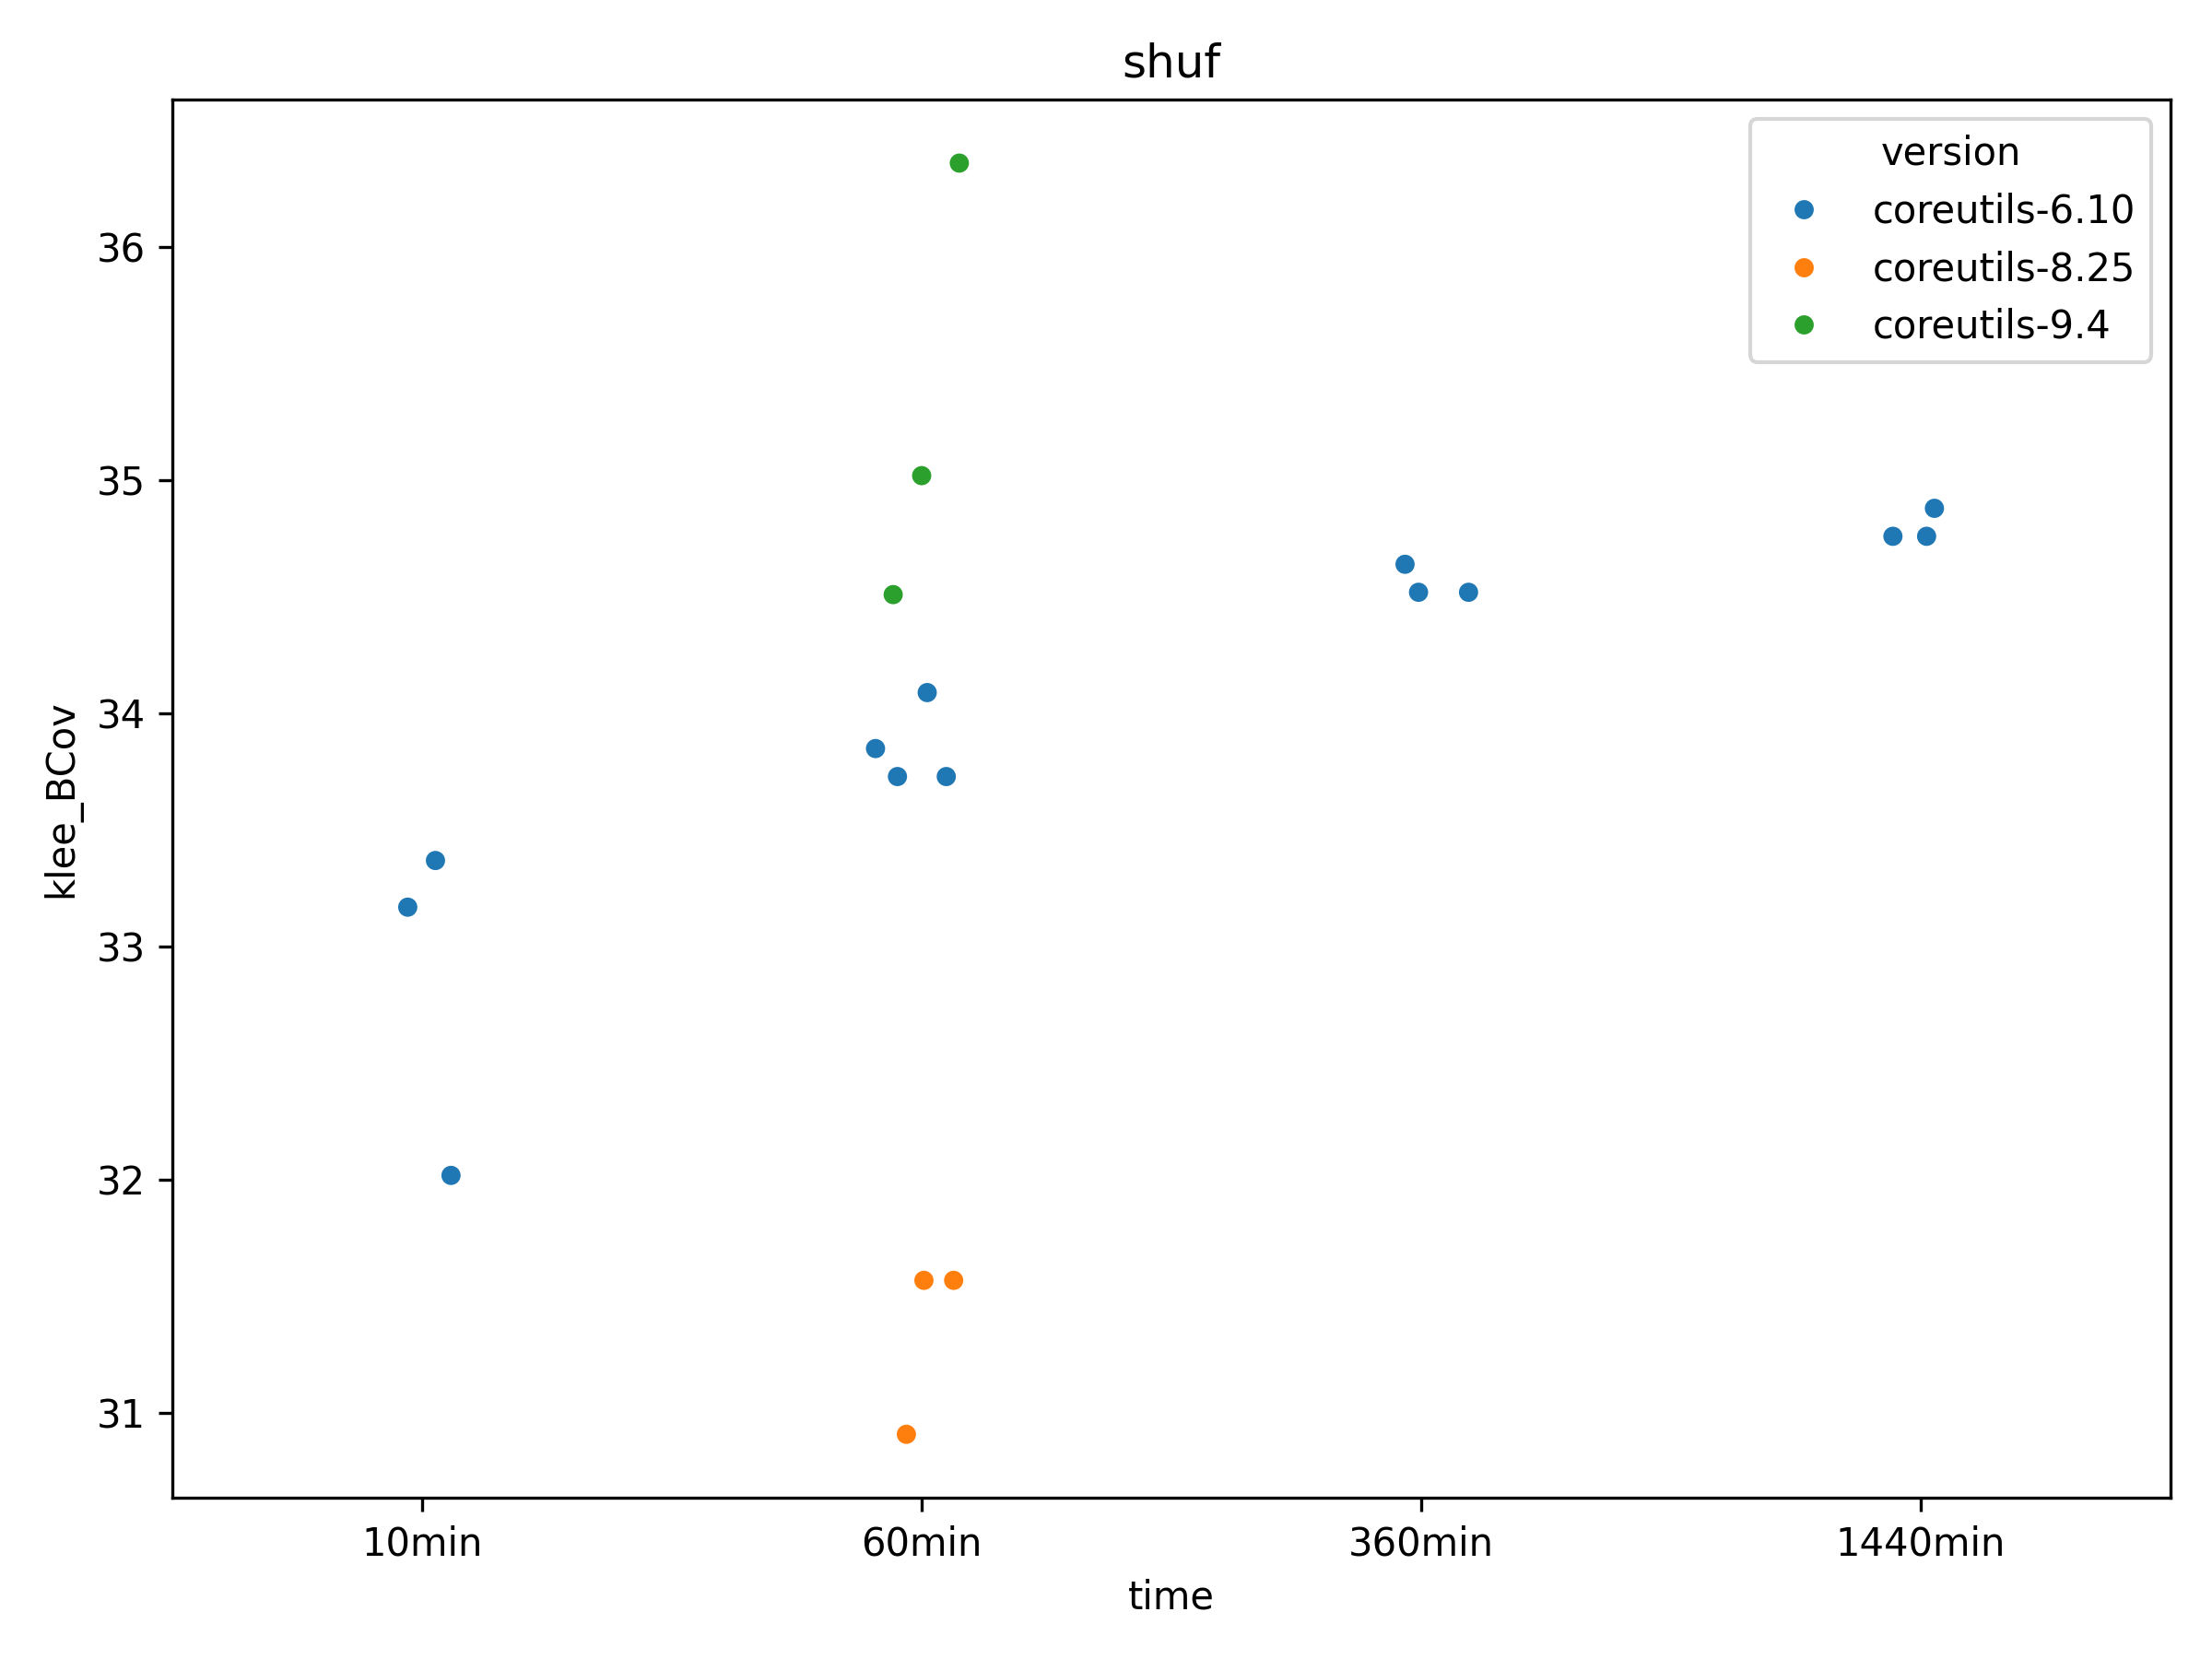 shuf
version
coreutils-6.10
coreutils-8.25
coreutils-9.4
klee_BCov
36
35
34
33
32
31
10min
60min
360min
1440min
time